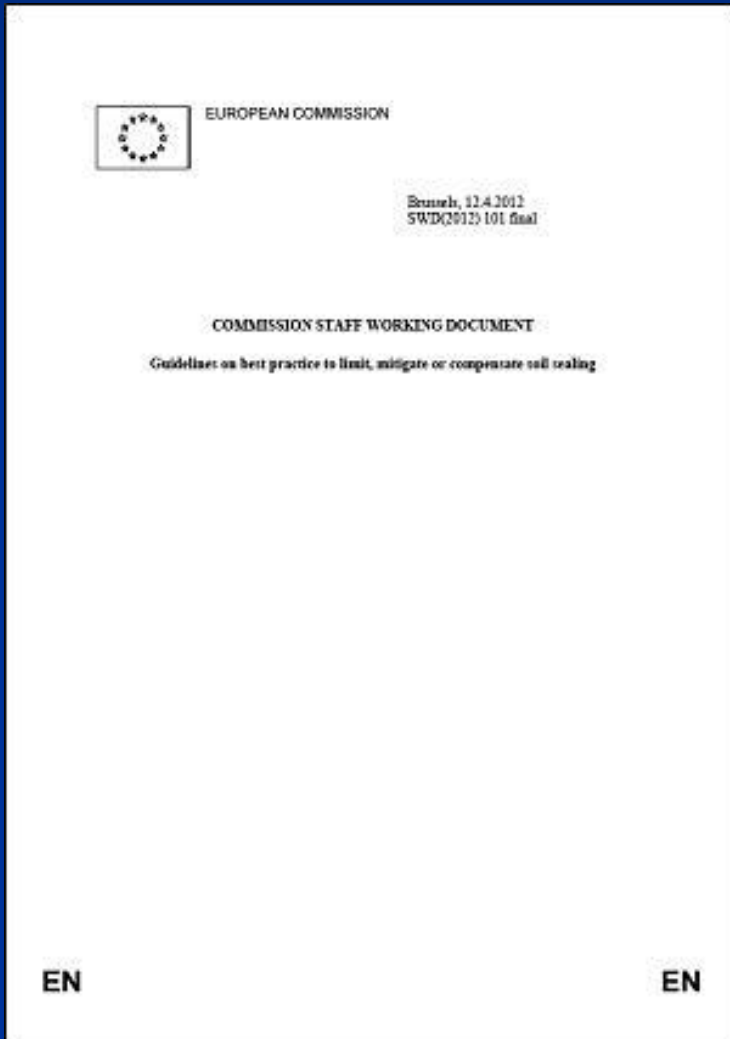 EUROPEAN COMMISSION
Brussels, 12.4.2012
SWD(2012) 101 final
COMMISSION STAFF WORKING DOCUMENT
Guidelines on best practice to limit, mitigate or compensate soil sealing
EN EN